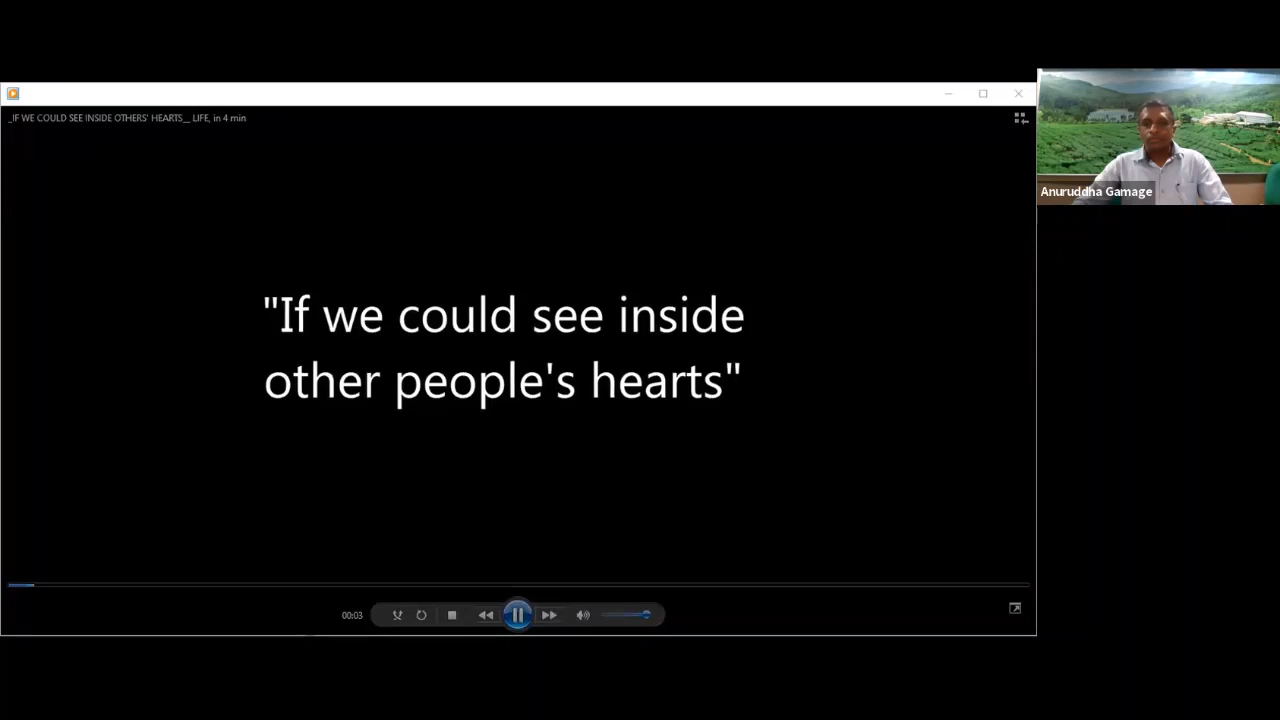 _IF WE COULD SEE INSIDE OTHERS' HEARTS__ LIFE, in 4 min
Anuruddha Gamage
"If we could see inside
other people's hearts"
00:03